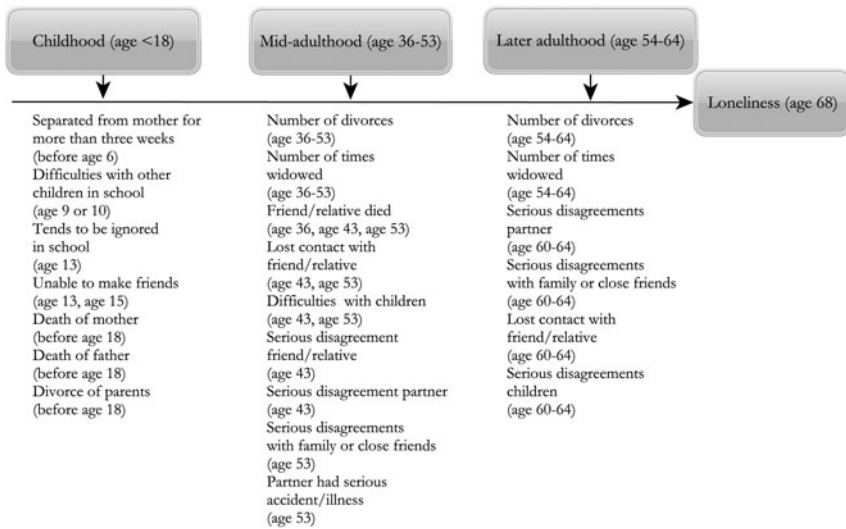 Childhood (age <18)
Mid-adulthood (age 36-53)
Later adulthood (age 54-64)
Loneliness (age 68)
Separated from mother for
more than three weeks
(before age 6)
Difficulties with other
children in school
(age 9 or 10)
Tends to be ignored
in school
(age 13)
Unable to make friends
(age 13, age 15)
Death of mother
(before age 18)
Death of father
(before age 18)
Divorce of parents
(before age 18)
Number of divorces
(age 36-53)
Number of times
widowed
(age 36-53)
Friend/relative died
(age 36, age 43, age 53)
Lost contact with
friend/relative
(age 43, age 53)
Difficulties with children
(age 43, age 53)
Serious disagreement
friend/relative
(age 43)
Serious disagreement partner
(age 43)
Serious disagreements
with family or close friends
(age 53)
Partner had serious
accident/illness
(age 53)
Number of divorces
(age 54-64)
Number of times
widowed
(age 54-64)
Serious disagreements
partner
(age 60-64)
Serious disagreements
with family or close friends
(age 60-64)
Lost contact with
friend/relative
(age 60-64)
Serious disagreements
children
(age 60-64)